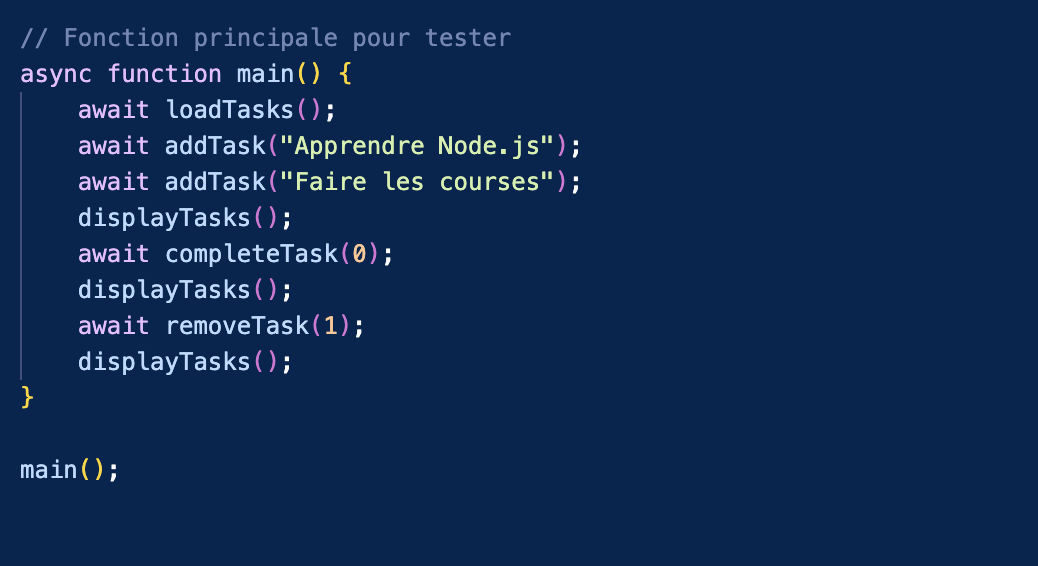 // Fonction principale pour tester
async function main() {
    await loadTasks();
    await addTask("Apprendre Node.js");
    await addTask("Faire les courses");
    displayTasks();
    await completeTask(0);
    displayTasks();
    await removeTask(1);
    displayTasks();
}

main();